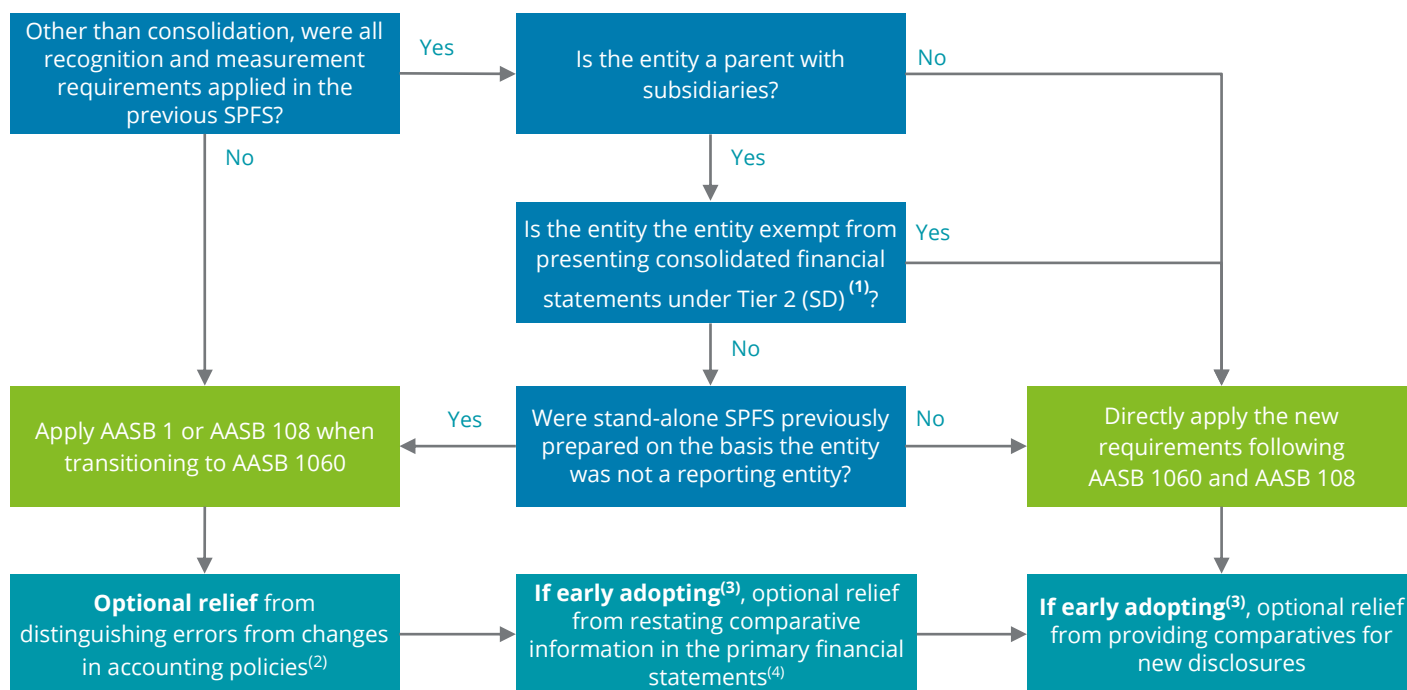 Other than consolidation, were all
recognition and measurement
requirements applied in the
previous SPFS?
Yes
Is the entity a parent with
subsidiaries?
No
No
Yes
Is the entity the entity exempt from
presenting consolidated financial
statements under Tier 2 (SD) (1)?
Yes
No
Apply AASB 1 or AASB 108 when
transitioning to AASB 1060
Yes
Were stand-alone SPFS previously
prepared on the basis the entity
was not a reporting entity?
No
Directly apply the new
requirements following
AASB 1060 and AASB 108
Optional relief from
distinguishing errors from changes
in accounting policies(2)
If early adopting(3), optional relief
from restating comparative
information in the primary financial
statements(4)
If early adopting(3), optional relief
from providing comparatives for
new disclosures